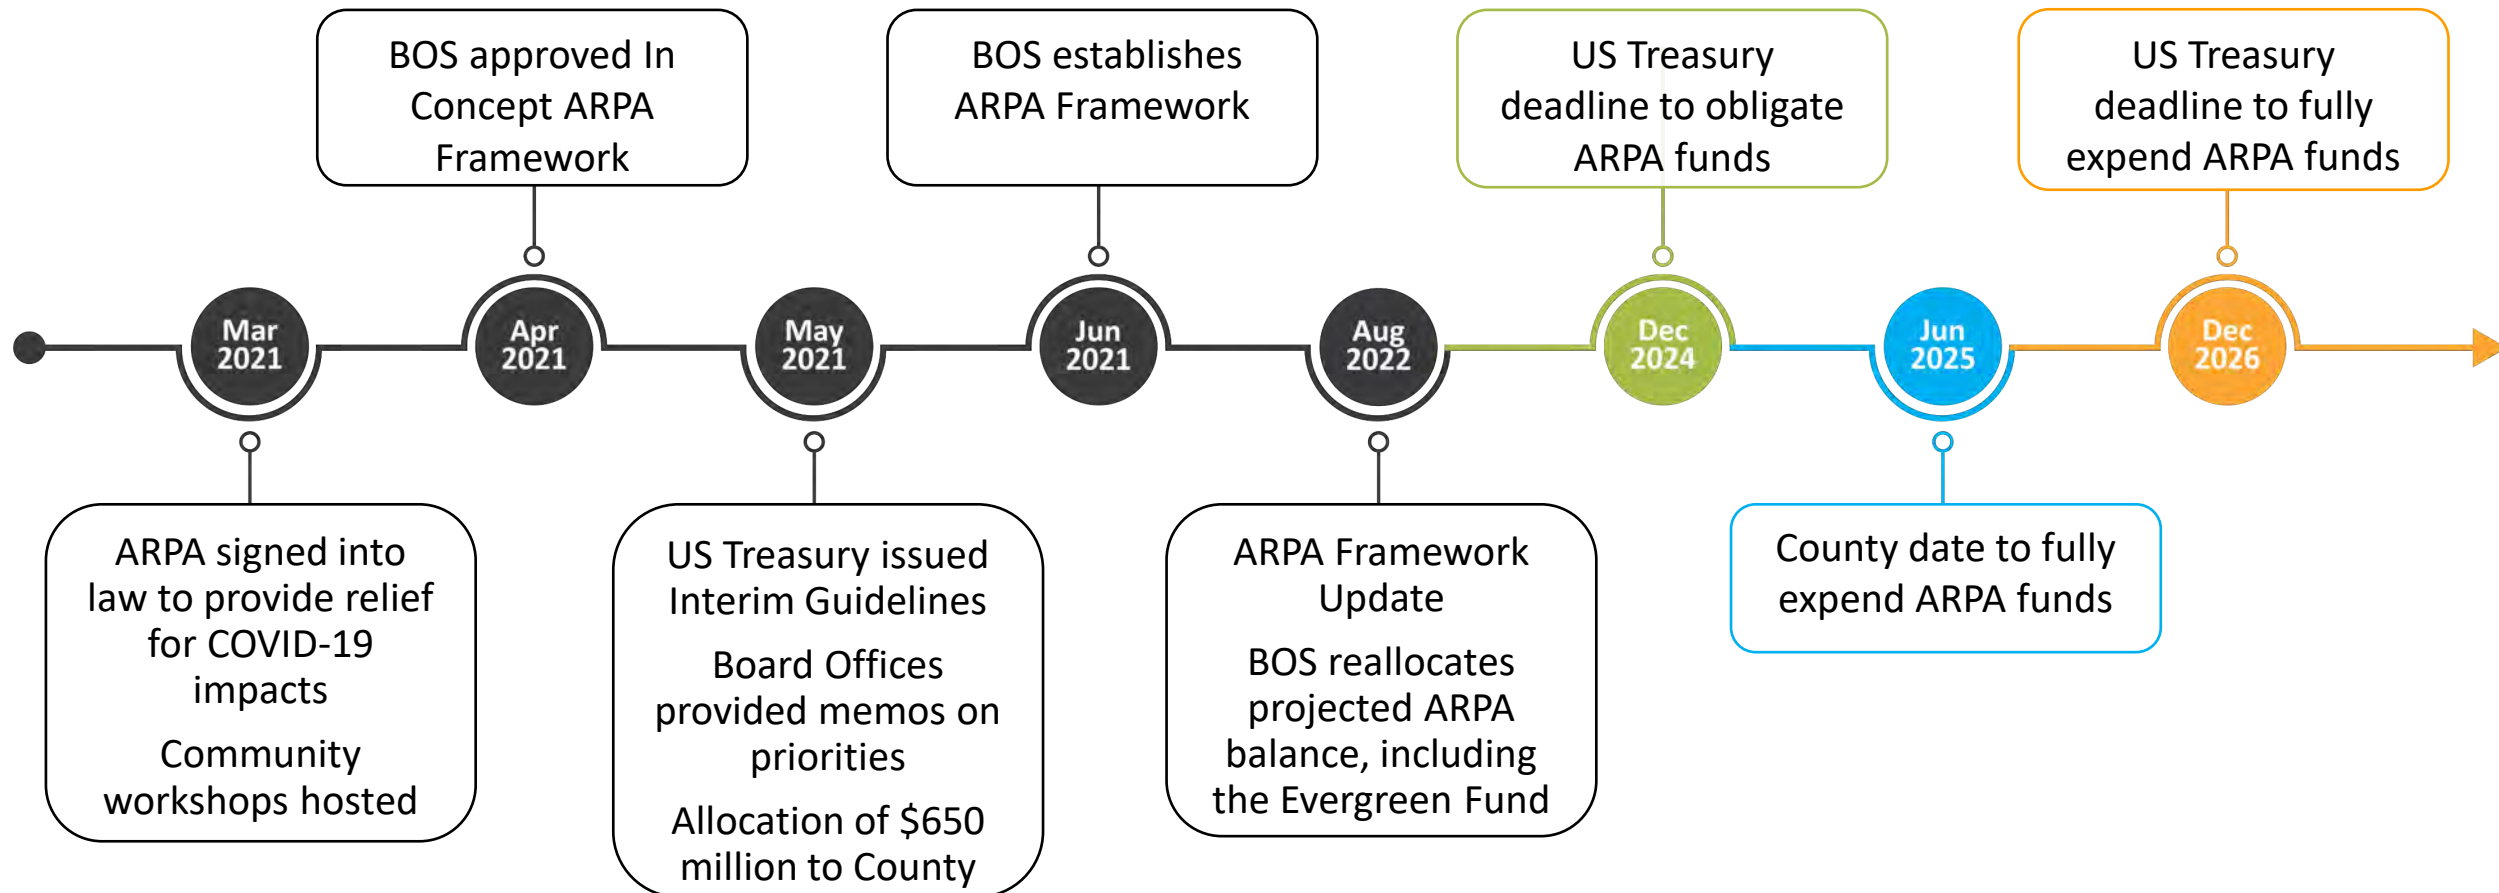 BOS approved In
Concept ARPA
Framework
BOS establishes
ARPA Framework
US Treasury
deadline to obligate
ARPA funds
US Treasury
deadline to fully
expend ARPA funds
Mar
2021
Apr
2021
May
2021
Jun
2021
Aug
2022
Dec
2024
Jun
2025
Dec
2026
ARPA signed into
law to provide relief
for COVID-19
impacts
Community
workshops hosted
US Treasury issued
Interim Guidelines
Board Offices
provided memos on
priorities
Allocation of $650
million to County
ARPA Framework
Update
BOS reallocates
projected ARPA
balance, including
the Evergreen Fund
County date to fully
expend ARPA funds